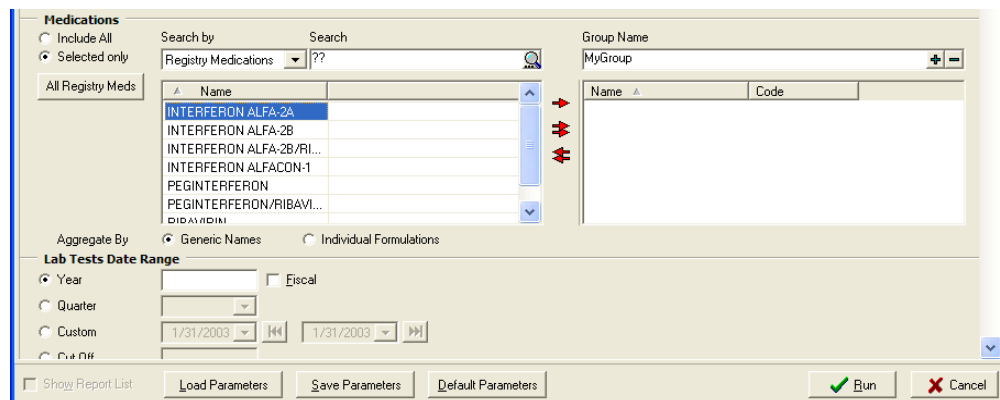 Medications
Include All
Search by Search Group Name
Selected only
Registry Medications ?? MyGroup
All Registry Meds
Name Name Code
INTERFERON ALFA-2A
INTERFERON ALFA-2B
INTERFERON ALFA-2B/RI...
INTERFERON ALFACON-1
PEGINTERFERON
PEGINTERFERON/RIBAVI...
RIBAVIRIN
Aggregate By Generic Names Individual Formulations
Lab Tests Date Range
Year Fiscal
Quarter
Custom 1/31/2003 1/31/2003
Cut Off
Show Report List Load Parameters Save Parameters Default Parameters Run Cancel